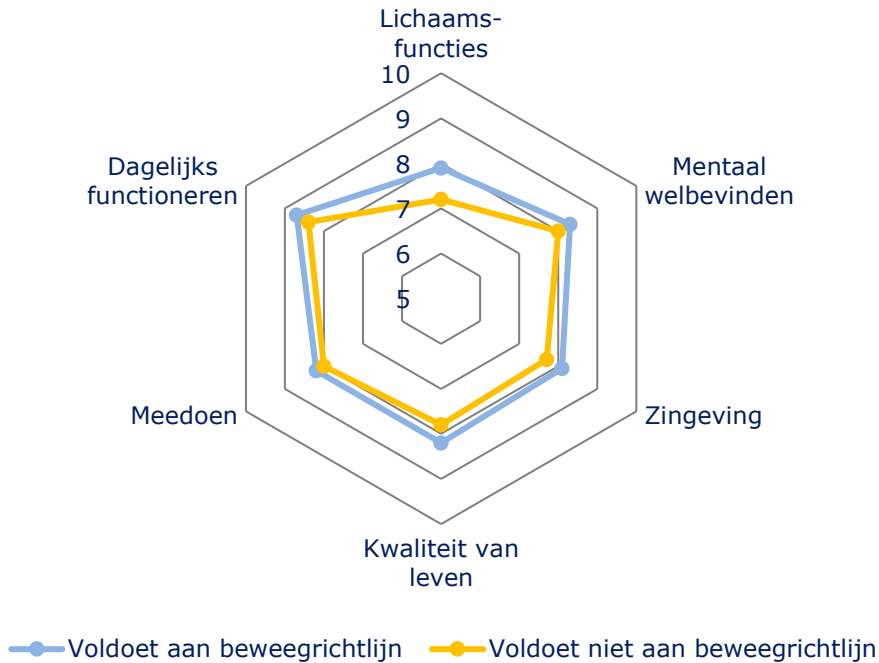 Lichaams-
functies
10
9
8
7
6
5
Mentaal
welbevinden
Zingeving
Kwaliteit van
leven
Meedoen
Dagelijks
functioneren
Voldoet aan beweegrichtlijn
Voldoet niet aan beweegrichtlijn